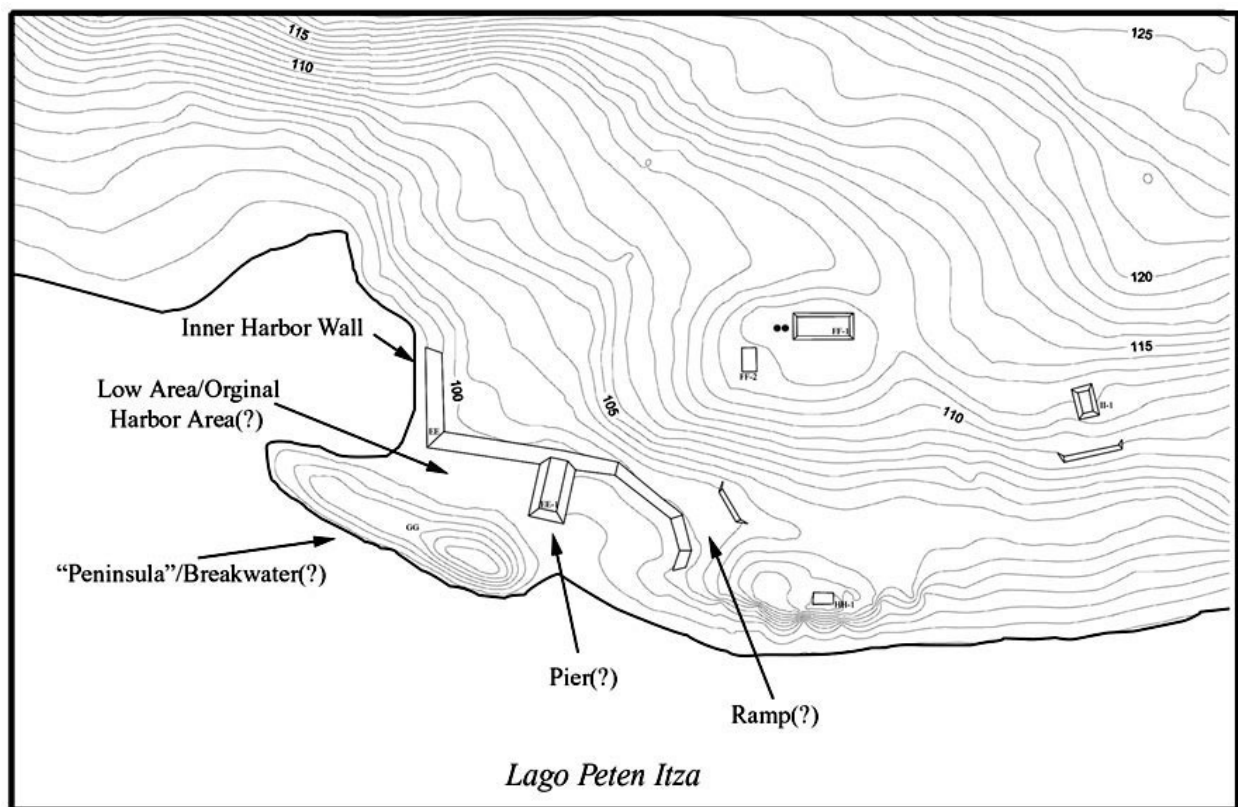 115
125
110
120
Inner Harbor Wall
FF-1
115
FF-2
Low Area/Orginal
Harbor Area(?)
100
105
110
II-1
EE
EE-1
GG
"Peninsula"/Breakwater(?)
HH-1
Pier(?)
Ramp(?)
Lago Peten Itza